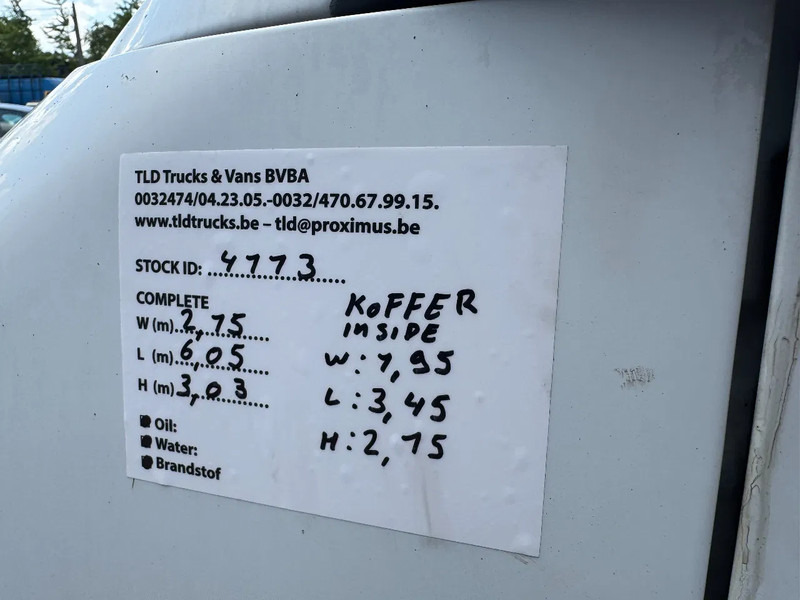 TLD Trucks & Vans BVBA
0032474/04.23.05.-0032/470.67.99.15.
www.tldtrucks.be – tld@proximus.be
STOCK ID: 4113
COMPLETE
W (m) 2,15
L (m) 6,05
H (m) 3,03
Oil:
Water:
Brandstof
KOFFER
INSIDE
W: 1,95
L: 3,45
H: 2,15